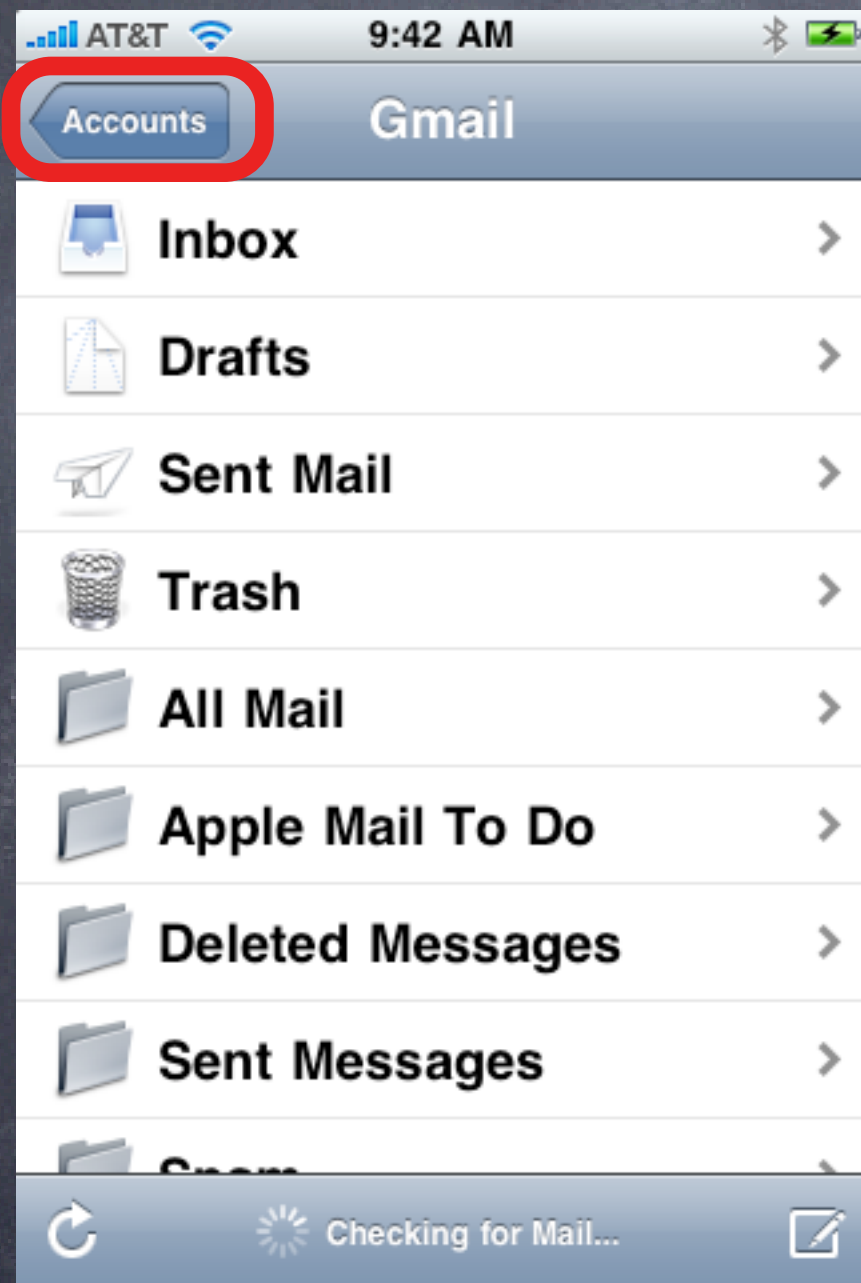 AT&T 9:42 AM
Accounts Gmail
Inbox
Drafts
Sent Mail
Trash
All Mail
Apple Mail To Do
Deleted Messages
Sent Messages
Spam
Checking for Mail...